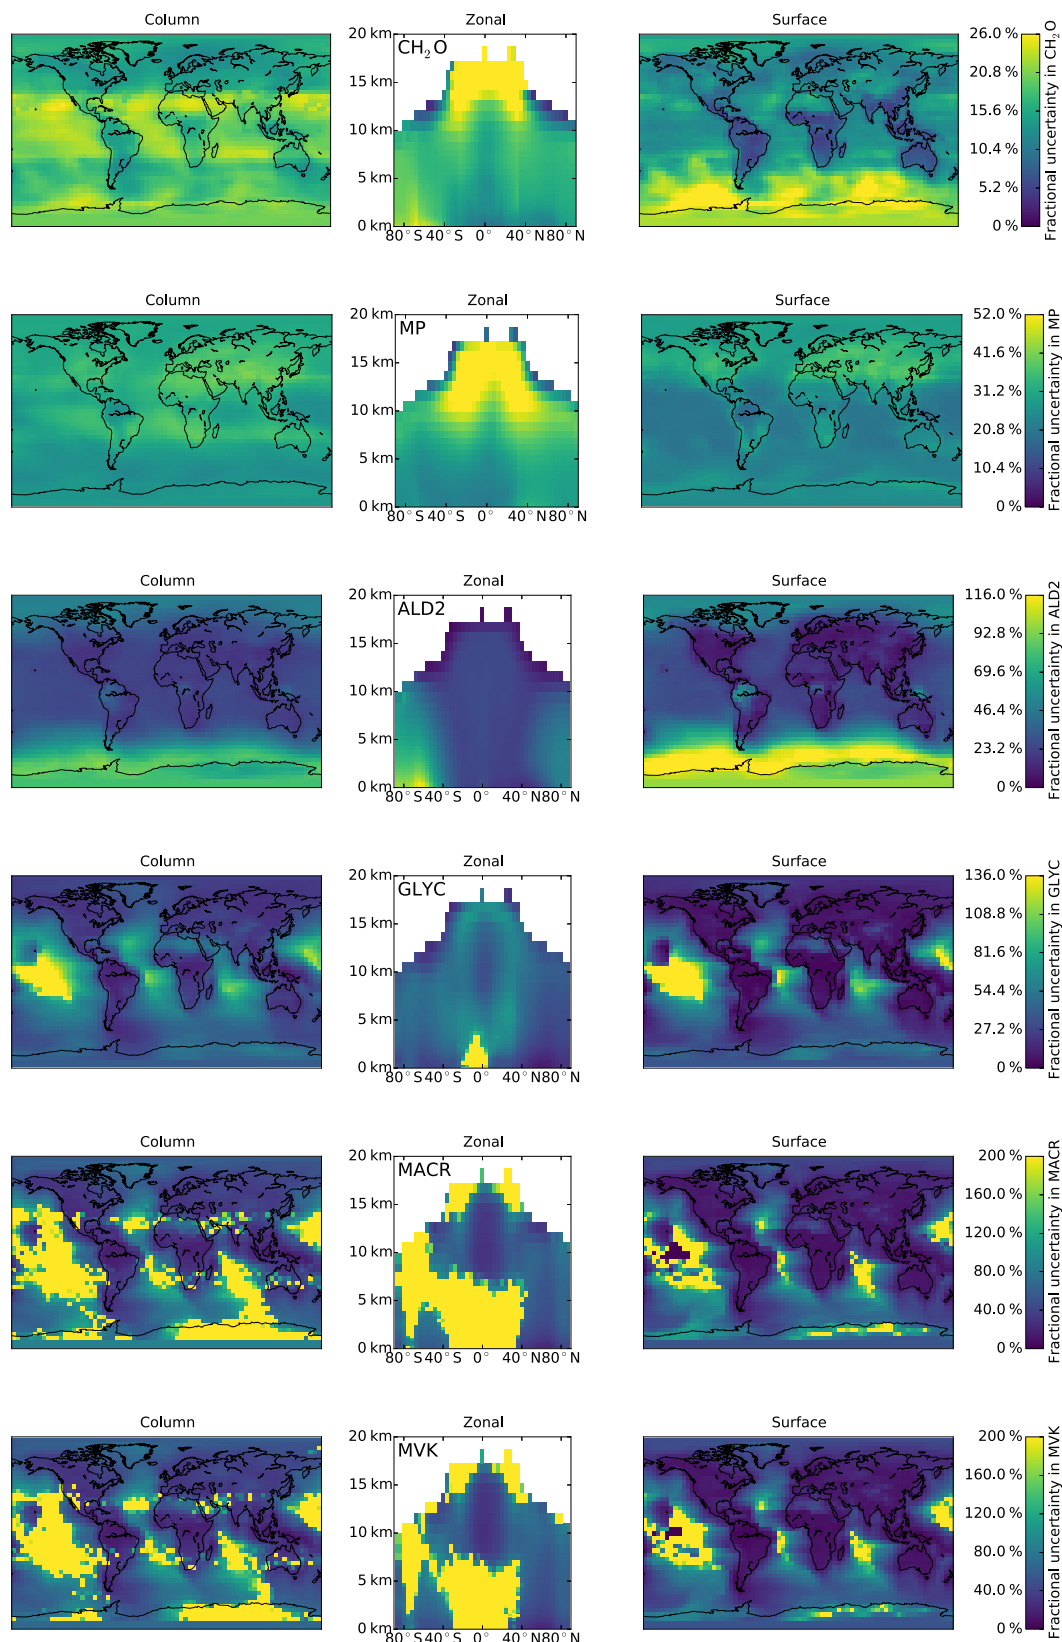 Column
Zonal
Surface
20 km
15 km
10 km
5 km
0 km
CH₂O
80°S 40°S 0° 40°N 80°N
26.0 %
20.8 %
15.6 %
10.4 %
5.2 %
0 %
Fractional uncertainty in CH₂O
Column
Zonal
Surface
20 km
15 km
10 km
5 km
0 km
MP
80°S 40°S 0° 40°N 80°N
52.0 %
41.6 %
31.2 %
20.8 %
10.4 %
0 %
Fractional uncertainty in MP
Column
Zonal
Surface
20 km
15 km
10 km
5 km
0 km
ALD2
80°S 40°S 0° 40°N 80°N
116.0 %
92.8 %
69.6 %
46.4 %
23.2 %
0 %
Fractional uncertainty in ALD2
Column
Zonal
Surface
20 km
15 km
10 km
5 km
0 km
GLYC
80°S 40°S 0° 40°N 80°N
136.0 %
108.8 %
81.6 %
54.4 %
27.2 %
0 %
Fractional uncertainty in GLYC
Column
Zonal
Surface
20 km
15 km
10 km
5 km
0 km
MACR
80°S 40°S 0° 40°N 80°N
200 %
160.0 %
120.0 %
80.0 %
40.0 %
0 %
Fractional uncertainty in MACR
Column
Zonal
Surface
20 km
15 km
10 km
5 km
0 km
MVK
80°S 40°S 0° 40°N 80°N
200 %
160.0 %
120.0 %
80.0 %
40.0 %
0 %
Fractional uncertainty in MVK